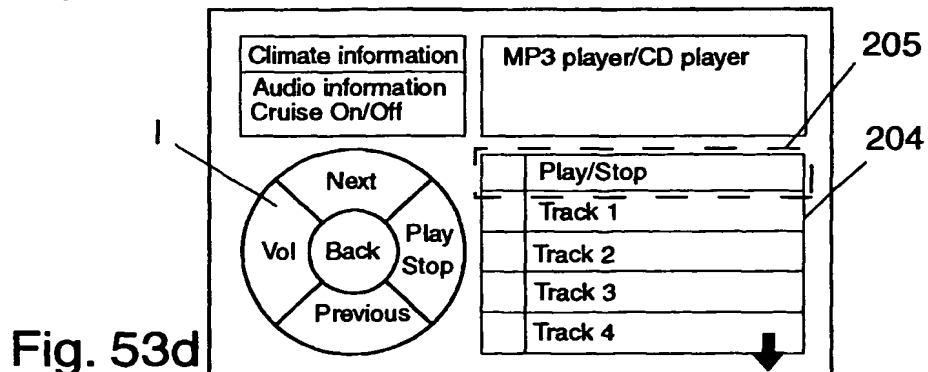 Climate information
Audio information
Cruise On/Off
MP3 player/CD player
205
204
I
Next
Vol
Back
Play
Stop
Previous
Play/Stop
Track 1
Track 2
Track 3
Track 4
Fig. 53d